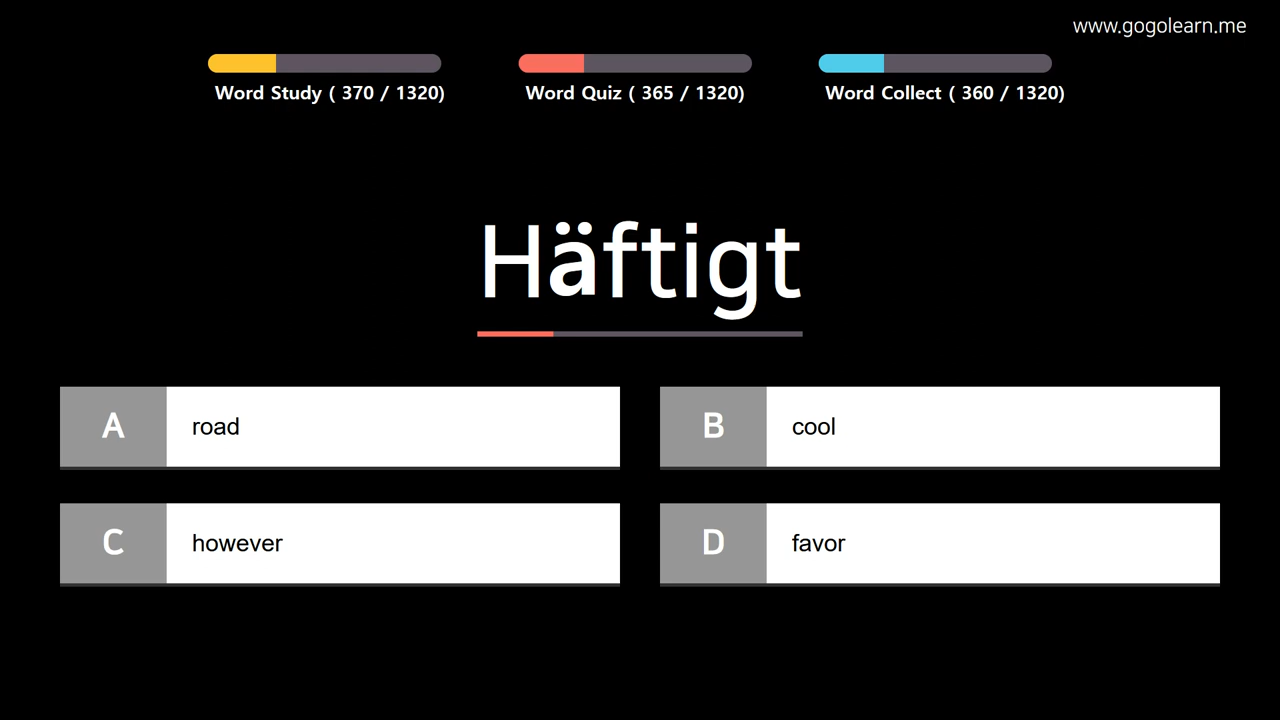 www.gogolearn.me
Word Study ( 370 / 1320)
Word Quiz ( 365 / 1320)
Word Collect ( 360 / 1320)
Häftigt
A road
B cool
C however
D favor